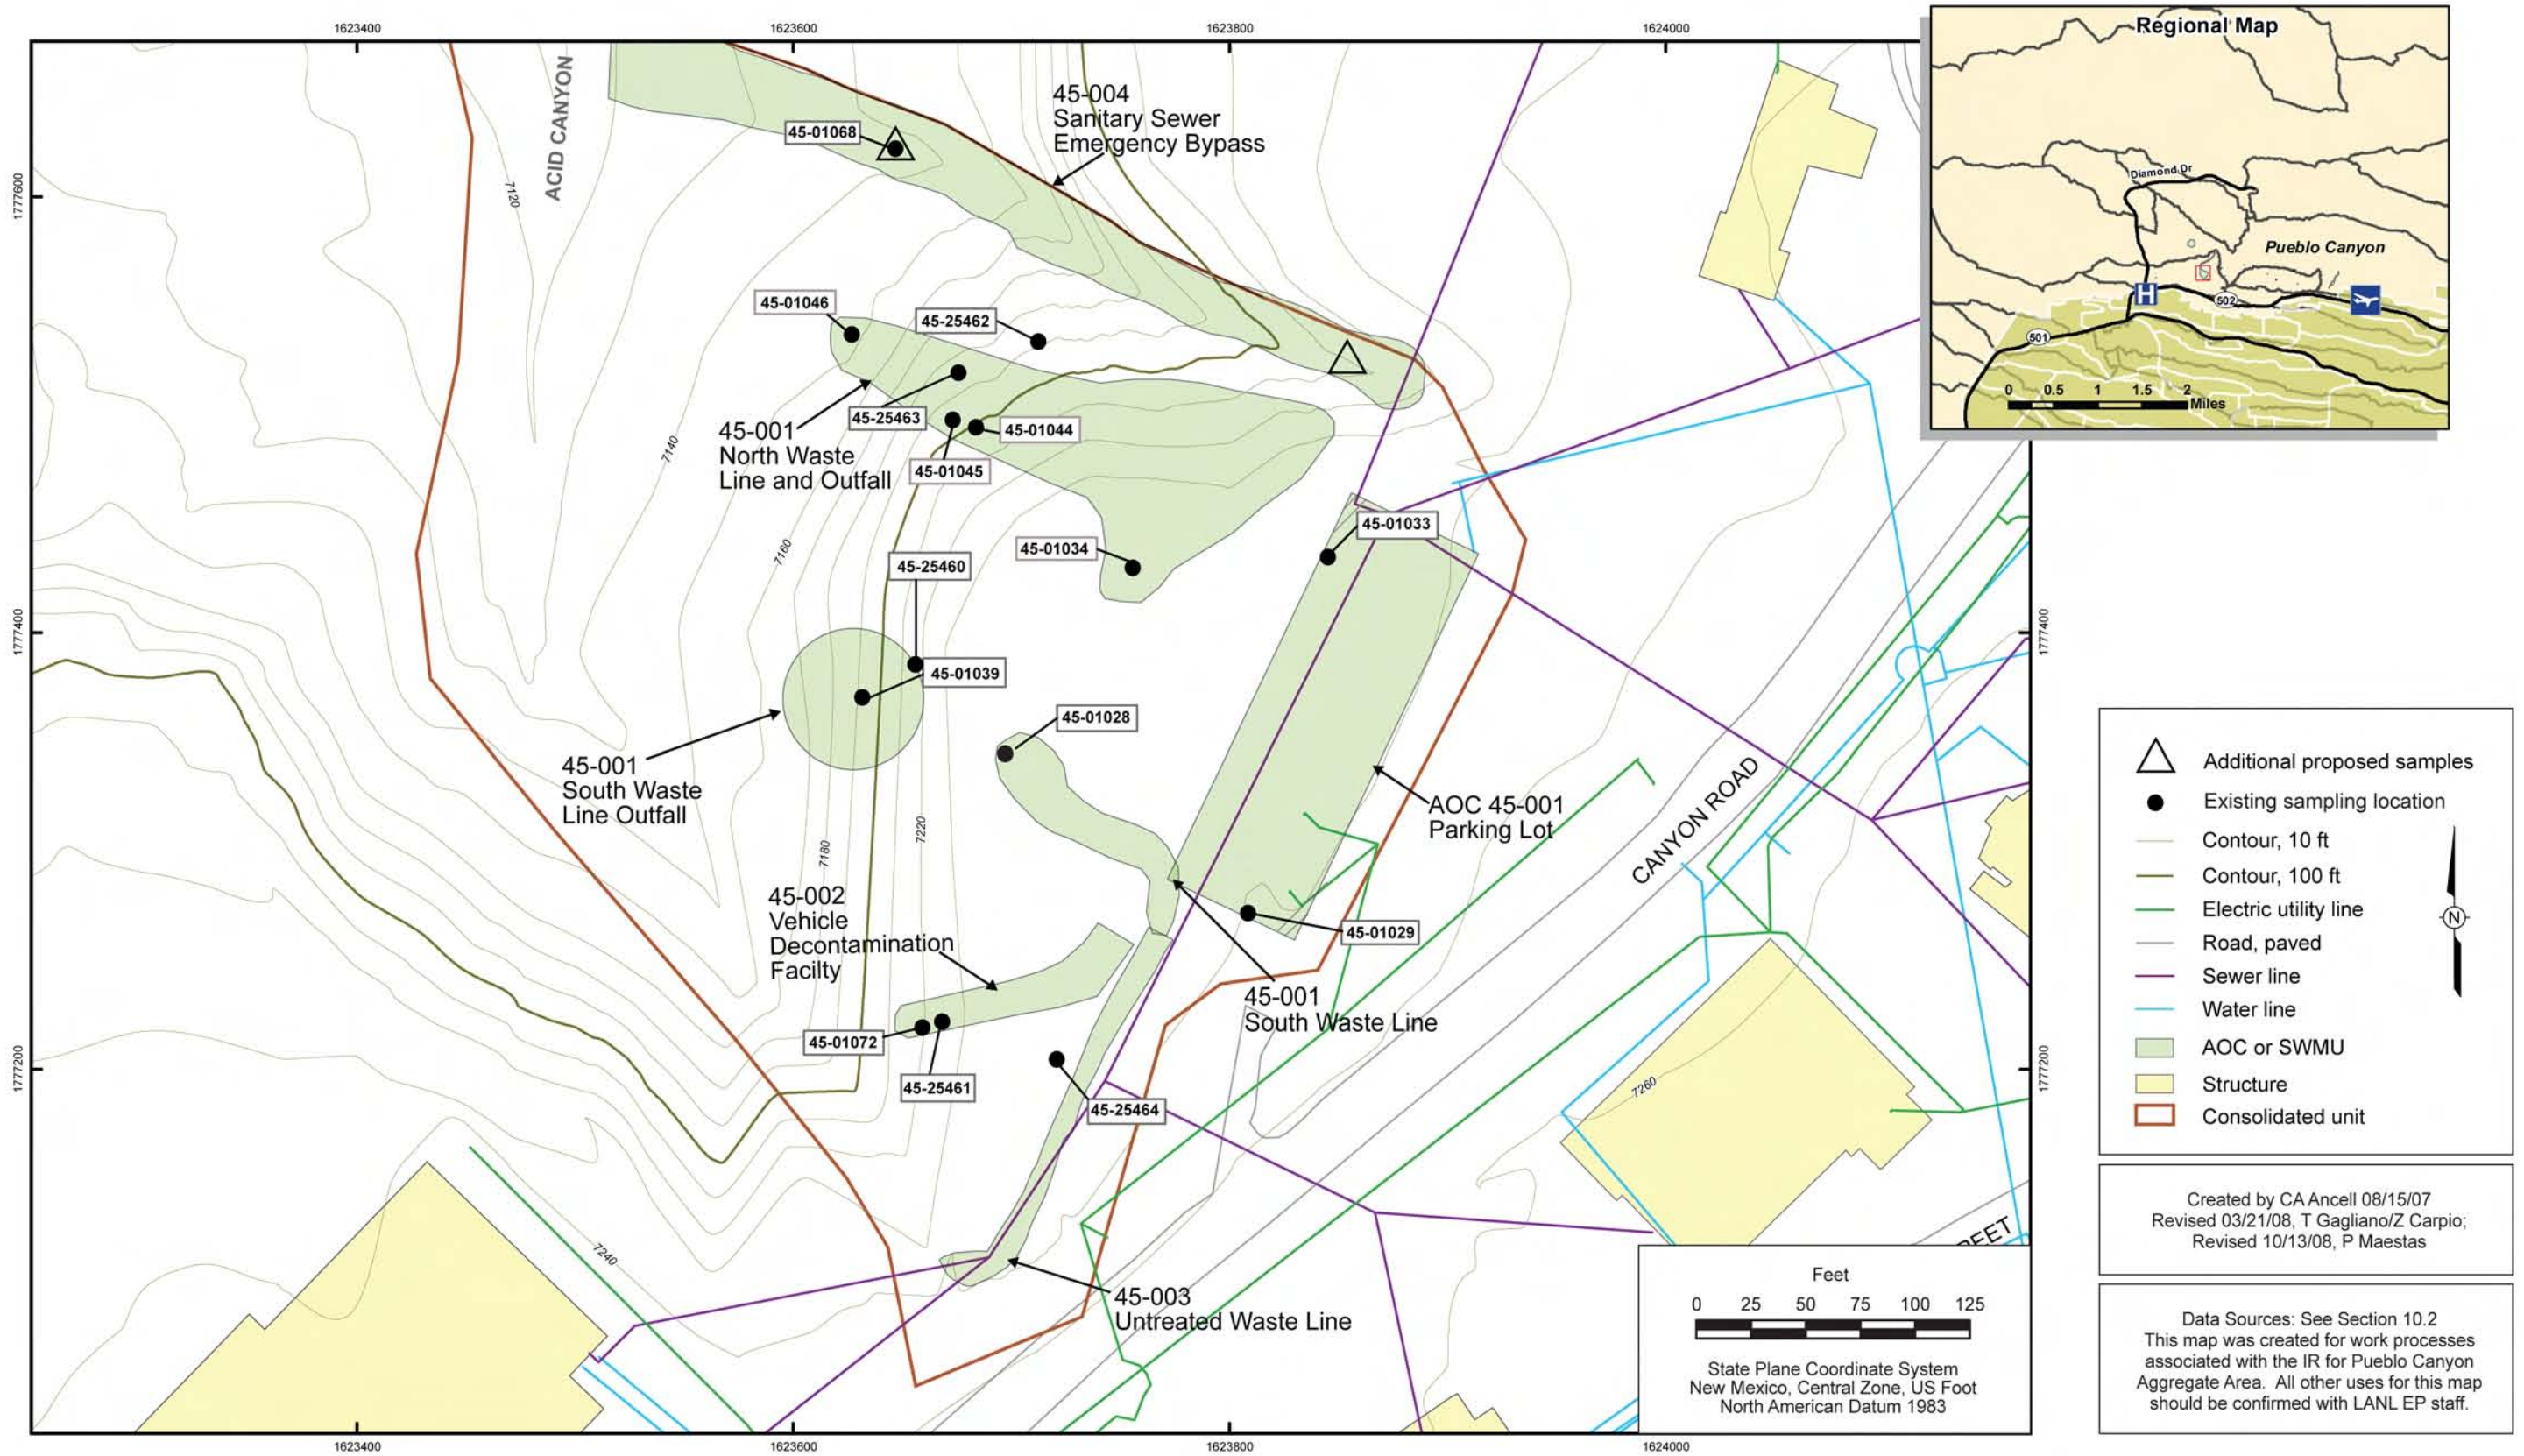 1623400
1623600
1623800
1624000
Regional Map
Diamond Dr
Pueblo Canyon
H
502
501
0 0.5 1 1.5 2
Miles
ACID CANYON
7120
1777600
45-01068
45-004
Sanitary Sewer
Emergency Bypass
45-01046
45-25462
45-25463
45-01044
45-01045
45-001
North Waste
Line and Outfall
7140
7160
45-01034
45-01033
45-25460
45-01039
1777400
1777400
45-01028
45-001
South Waste
Line Outfall
AOC 45-001
Parking Lot
CANYON ROAD
7180
7220
45-002
Vehicle
Decontamination
Facilty
45-01029
45-001
South Waste Line
45-01072
45-25461
45-25464
1777200
1777200
7260
7240
45-003
Untreated Waste Line
REET
Additional proposed samples
Existing sampling location
Contour, 10 ft
Contour, 100 ft
Electric utility line
Road, paved
Sewer line
Water line
AOC or SWMU
Structure
Consolidated unit
N
Created by CA Ancell 08/15/07
Revised 03/21/08, T Gagliano/Z Carpio;
Revised 10/13/08, P Maestas
Feet
0 25 50 75 100 125
State Plane Coordinate System
New Mexico, Central Zone, US Foot
North American Datum 1983
Data Sources: See Section 10.2
This map was created for work processes
associated with the IR for Pueblo Canyon
Aggregate Area. All other uses for this map
should be confirmed with LANL EP staff.
1623400
1623600
1623800
1624000